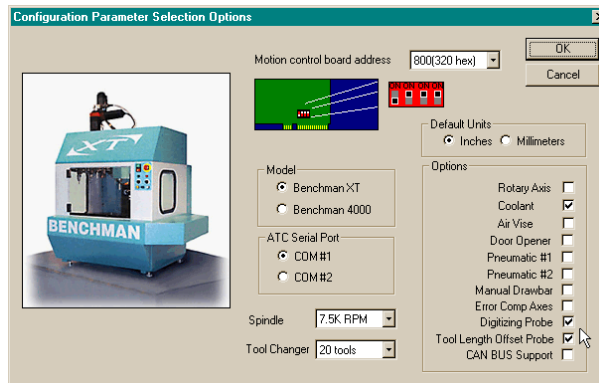 Configuration Parameter Selection Options
Motion control board address
800(320 hex)
OK
Cancel
ON ON ON ON
XT
BENCHMAN
Default Units
Inches
Millimeters
Model
Benchman XT
Benchman 4000
ATC Serial Port
COM#1
COM#2
Spindle
7.5K RPM
Tool Changer
20 tools
Options
Rotary Axis
Coolant
Air Vise
Door Opener
Pneumatic #1
Pneumatic #2
Manual Drawbar
Error Comp Axes
Digitizing Probe
Tool Length Offset Probe
CAN BUS Support